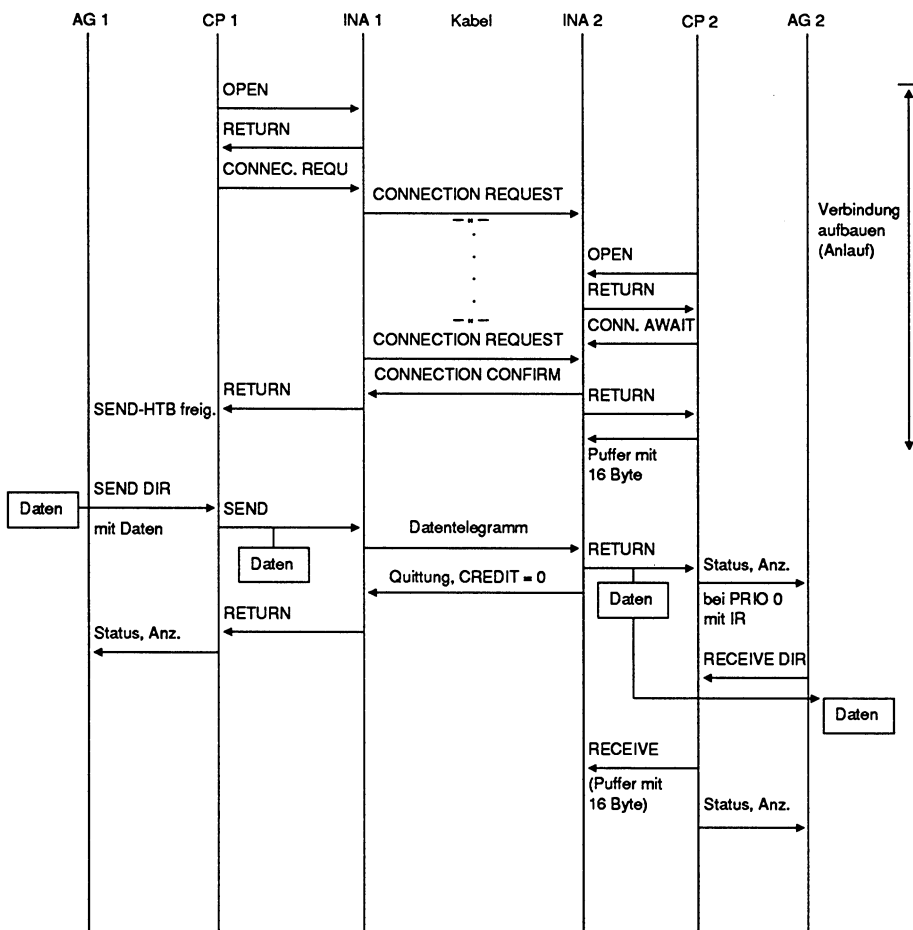 AG 1 CP 1 INA 1 Kabel INA 2 CP 2 AG 2
OPEN
RETURN
CONNEC. REQU
CONNECTION REQUEST
Verbindung
aufbauen
(Anlauf)
OPEN
RETURN
CONN. AWAIT
CONNECTION REQUEST
CONNECTION CONFIRM
RETURN
RETURN
SEND-HTB freig.
Puffer mit
16 Byte
SEND DIR
Daten
mit Daten
SEND
Daten
Datentelegramm
RETURN
Daten
Status, Anz.
bei PRIO 0
mit IR
Quittung, CREDIT = 0
RETURN
Status, Anz.
RECEIVE DIR
Daten
RECEIVE
(Puffer mit
16 Byte)
Status, Anz.